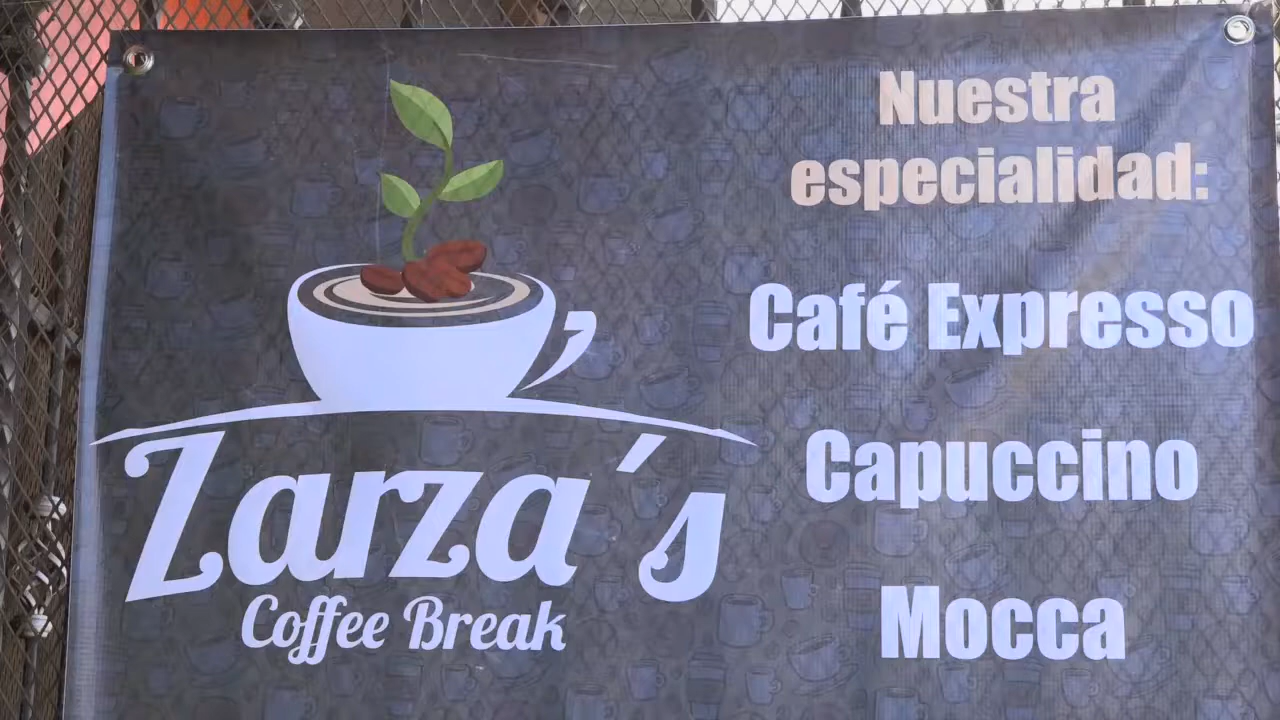 Zarza´s
Coffee Break
Nuestra
especialidad:
Café Expresso
Capuccino
Mocca